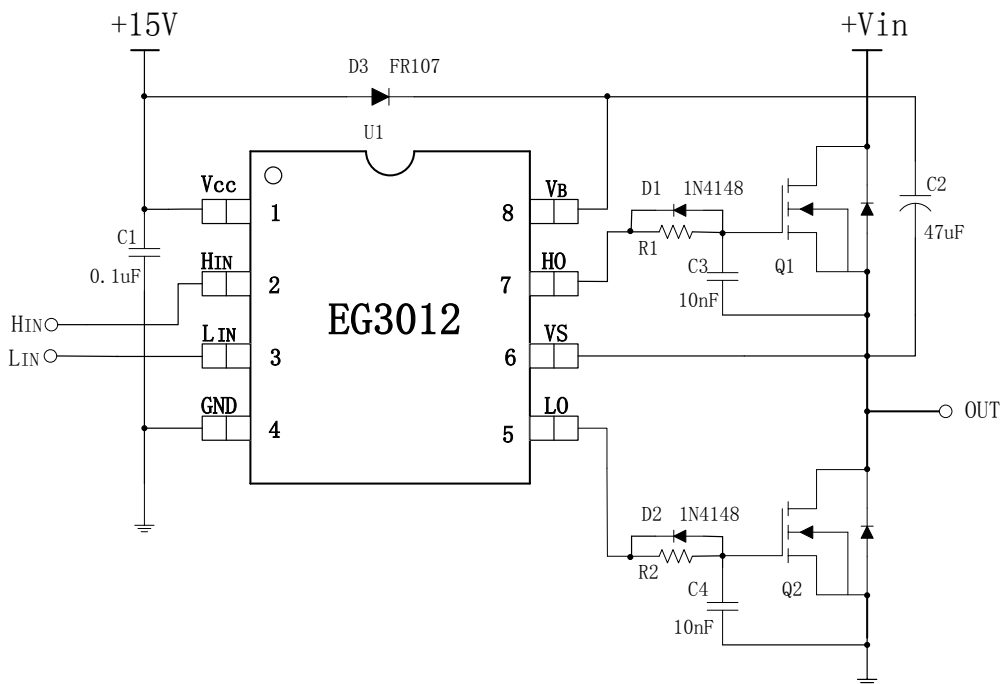 +15V
+Vin
D3 FR107
U1
Vcc
1
VB
8
D1 1N4148
R1
C2
47uF
C1
0.1uF
HIN
2
HO
7
C3
10nF
Q1
EG3012
HIN
LIN
LIN
3
VS
6
GND
4
LO
5
OUT
D2 1N4148
R2
C4
10nF
Q2